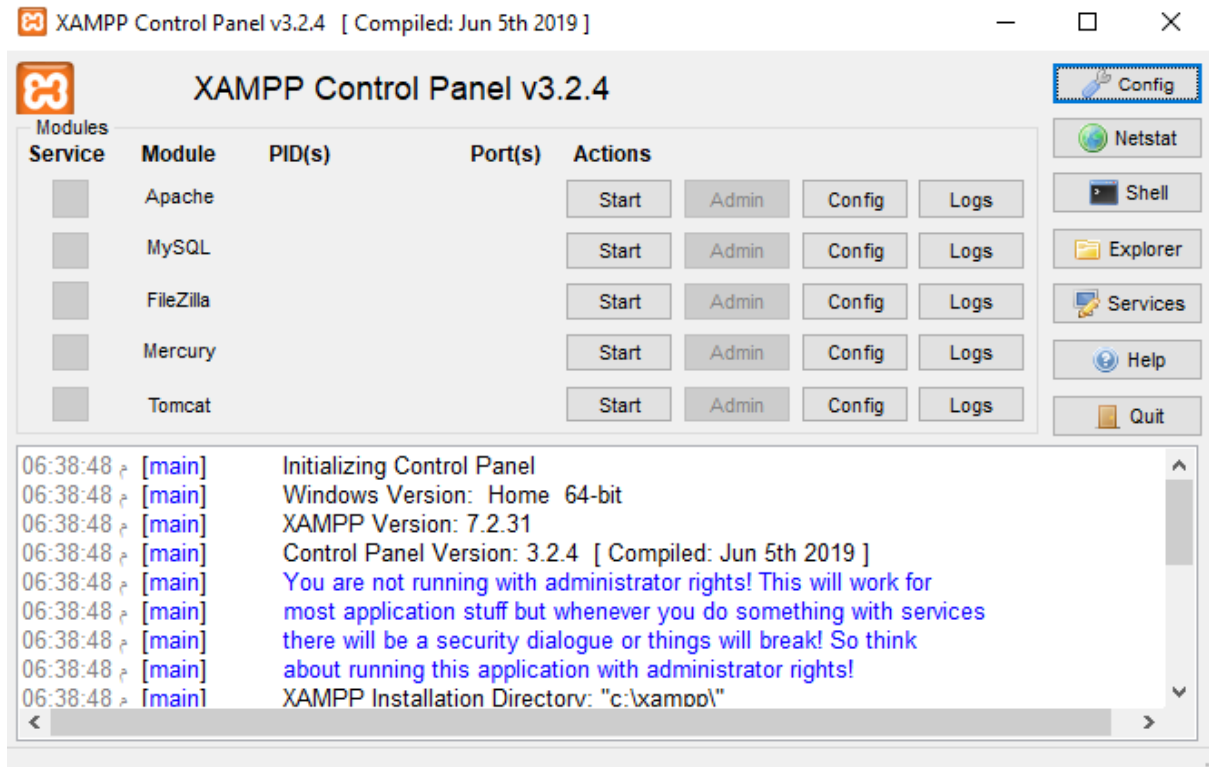 XAMPP Control Panel v3.2.4 [ Compiled: Jun 5th 2019 ]
XAMPP Control Panel v3.2.4
Config
Modules
Netstat
Service Module PID(s) Port(s) Actions
Apache Start Admin Config Logs
Shell
MySQL Start Admin Config Logs
Explorer
FileZilla Start Admin Config Logs
Services
Mercury Start Admin Config Logs
Help
Tomcat Start Admin Config Logs
Quit
06:38:48 م [main] Initializing Control Panel
06:38:48 م [main] Windows Version: Home 64-bit
06:38:48 م [main] XAMPP Version: 7.2.31
06:38:48 م [main] Control Panel Version: 3.2.4 [ Compiled: Jun 5th 2019 ]
06:38:48 م [main] You are not running with administrator rights! This will work for
06:38:48 م [main] most application stuff but whenever you do something with services
06:38:48 م [main] there will be a security dialogue or things will break! So think
06:38:48 م [main] about running this application with administrator rights!
06:38:48 م [main] XAMPP Installation Directory: "c:\xampp\"